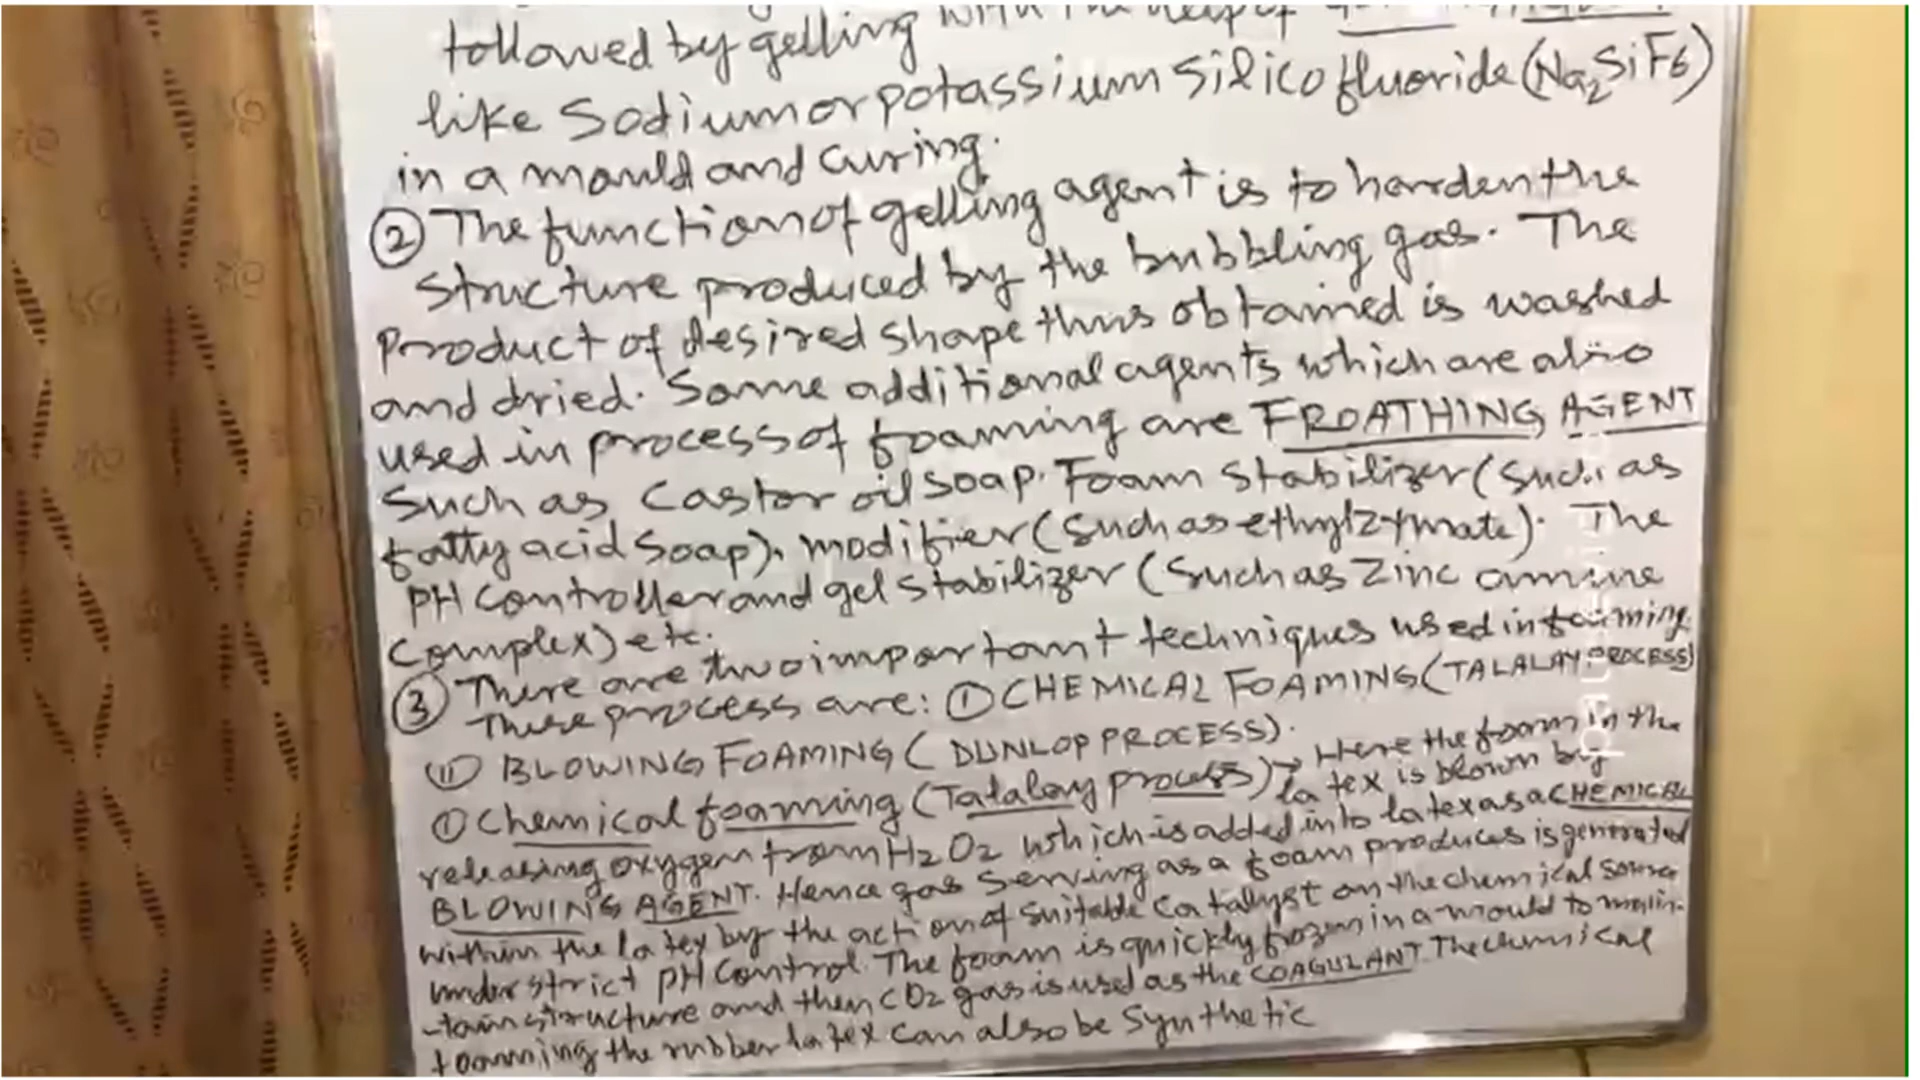 followed by gelling with the help of
like Sodium or potassium silico fluoride (Na2SiF6)
in a mould and curing.
② The function of gelling agent is to harden the
structure produced by the bubbling gas. The
product of desired shape thus obtained is washed
and dried. Some additional agents which are also
used in process of foaming are FROATHING AGENT
such as castor oil soap. Foam stabilizer (such as
fatty acid soap), modifier (such as ethyl zymate). The
PH controller and gel stabilizer (such as Zinc amine
complex) etc.
③ There are two important techniques used in foaming
These process are: ① CHEMICAL FOAMING (TALALAY PROCESS)
(II) BLOWING FOAMING (DUNLOP PROCESS).
① Chemical foaming (Talalay process) → Here the foam in the
latex is blown by
releasing oxygen from H2O2 which is added into latex as a CHEMICAL
BLOWING AGENT. Hence gas serving as a foam produces is generated
within the latex by the action of suitable catallyst on the chemical source
under strict pH control. The foam is quickly frozen in a mould to main-
-tain structure and then CO2 gas is used as the COAGULANT. The chemical
foaming the rubber latex can also be synthetic